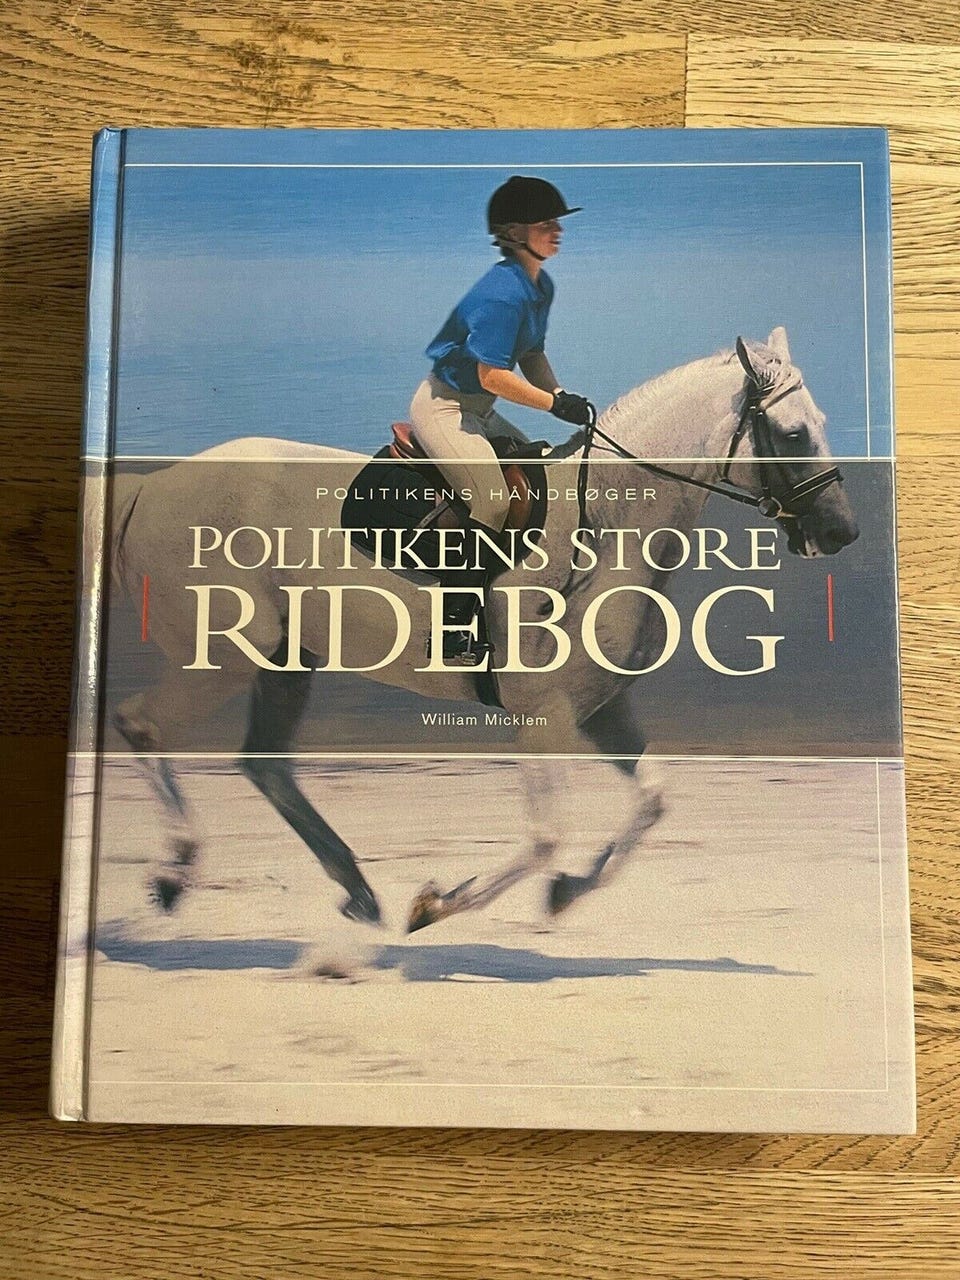 POLITIKENS HÅNDBØGER
POLITIKENS STORE
RIDEBOG
William Micklem